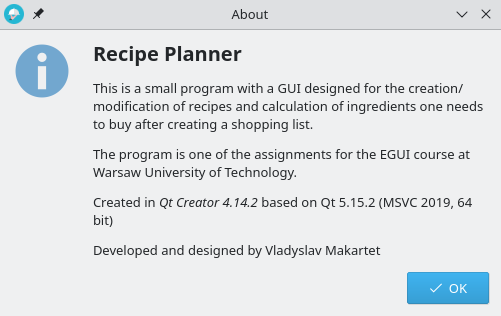 About
Recipe Planner
This is a small program with a GUI designed for the creation/
modification of recipes and calculation of ingredients one needs
to buy after creating a shopping list.
The program is one of the assignments for the EGUI course at
Warsaw University of Technology.
Created in Qt Creator 4.14.2 based on Qt 5.15.2 (MSVC 2019, 64
bit)
Developed and designed by Vladyslav Makartet
OK